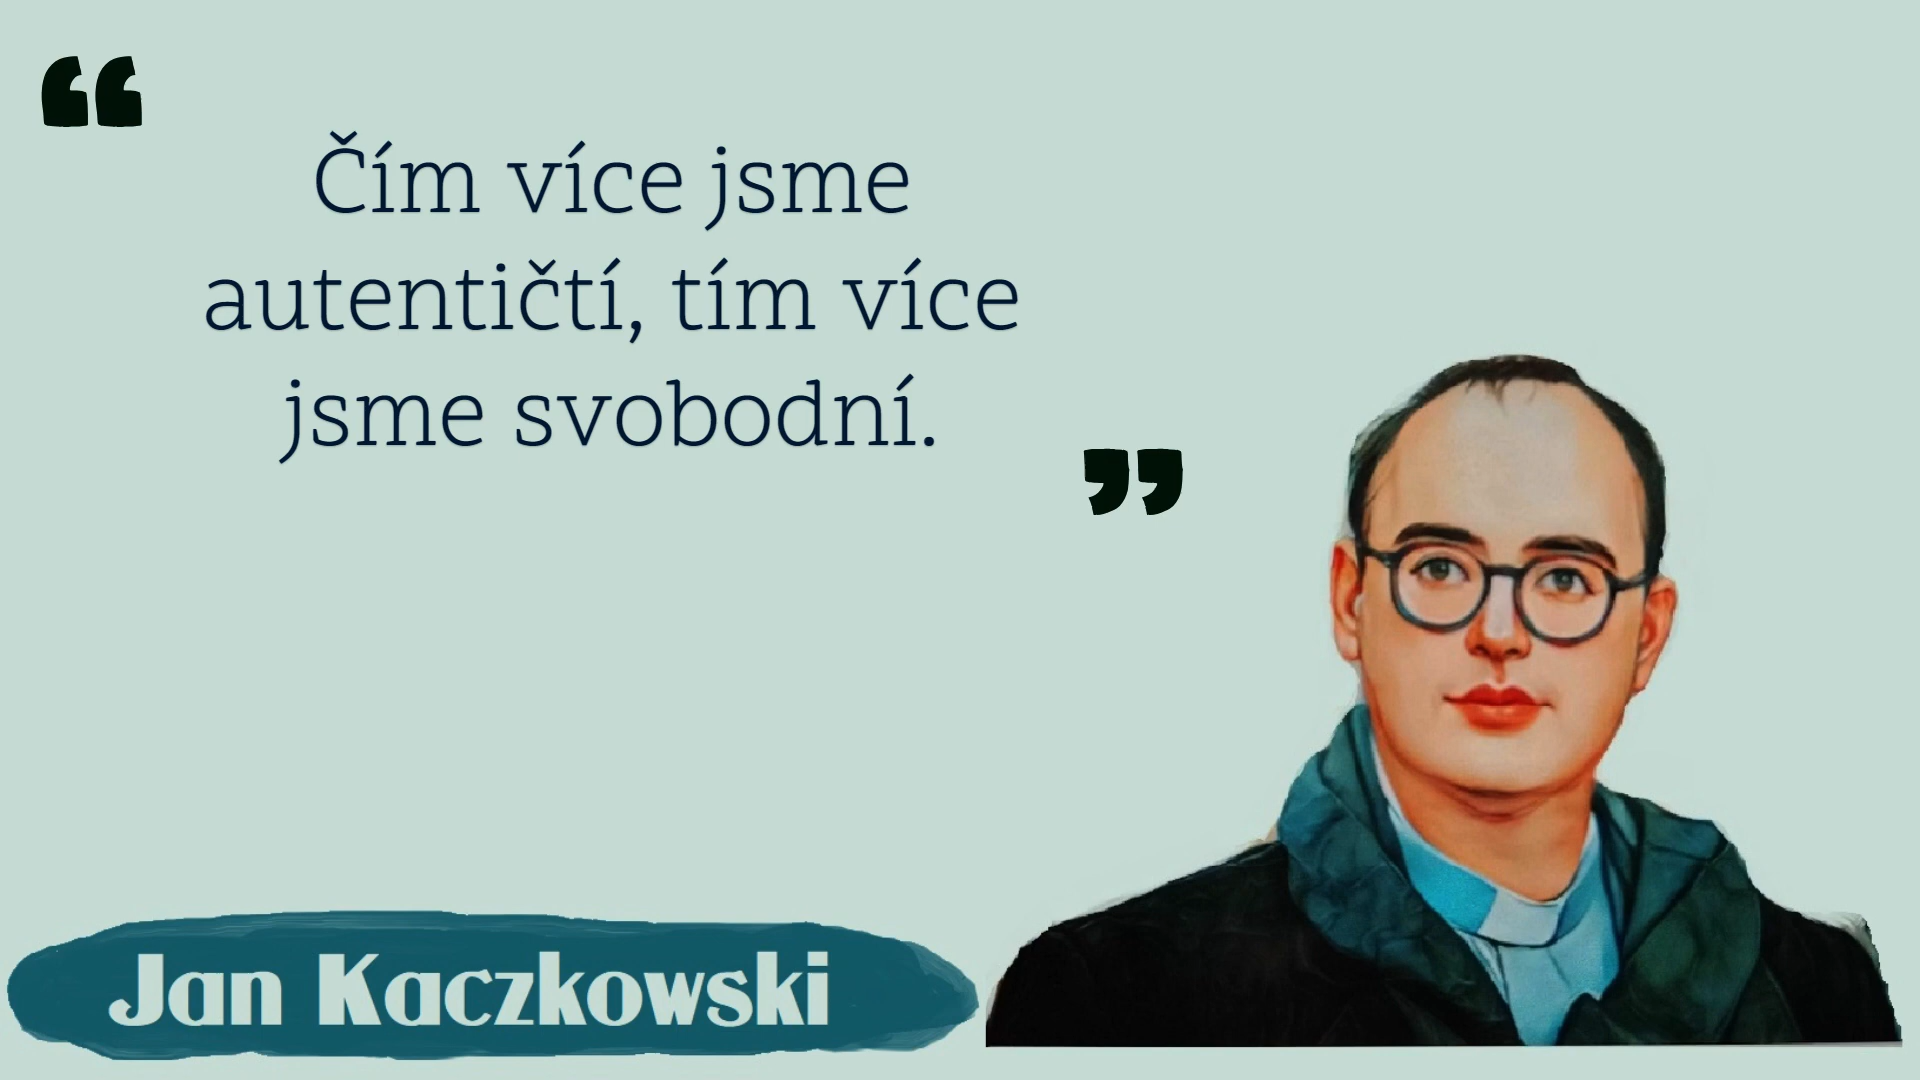 “
Čím více jsme
autentičtí, tím více
jsme svobodní.
”
Jan Kaczkowski